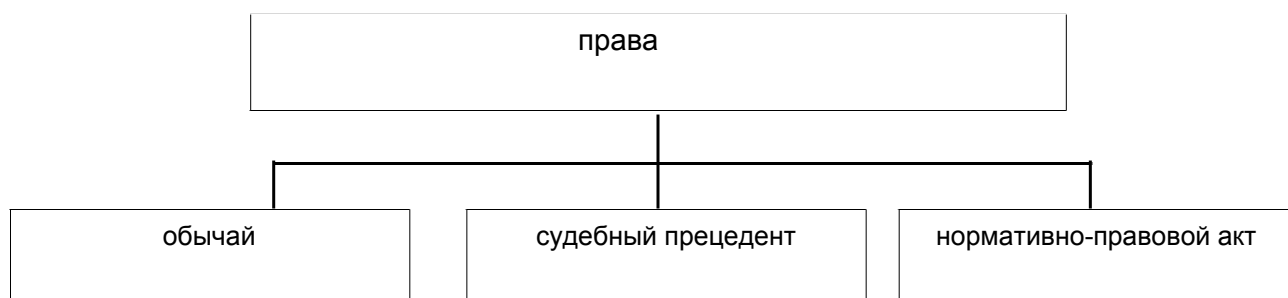 права
обычай
судебный прецедент
нормативно-правовой акт